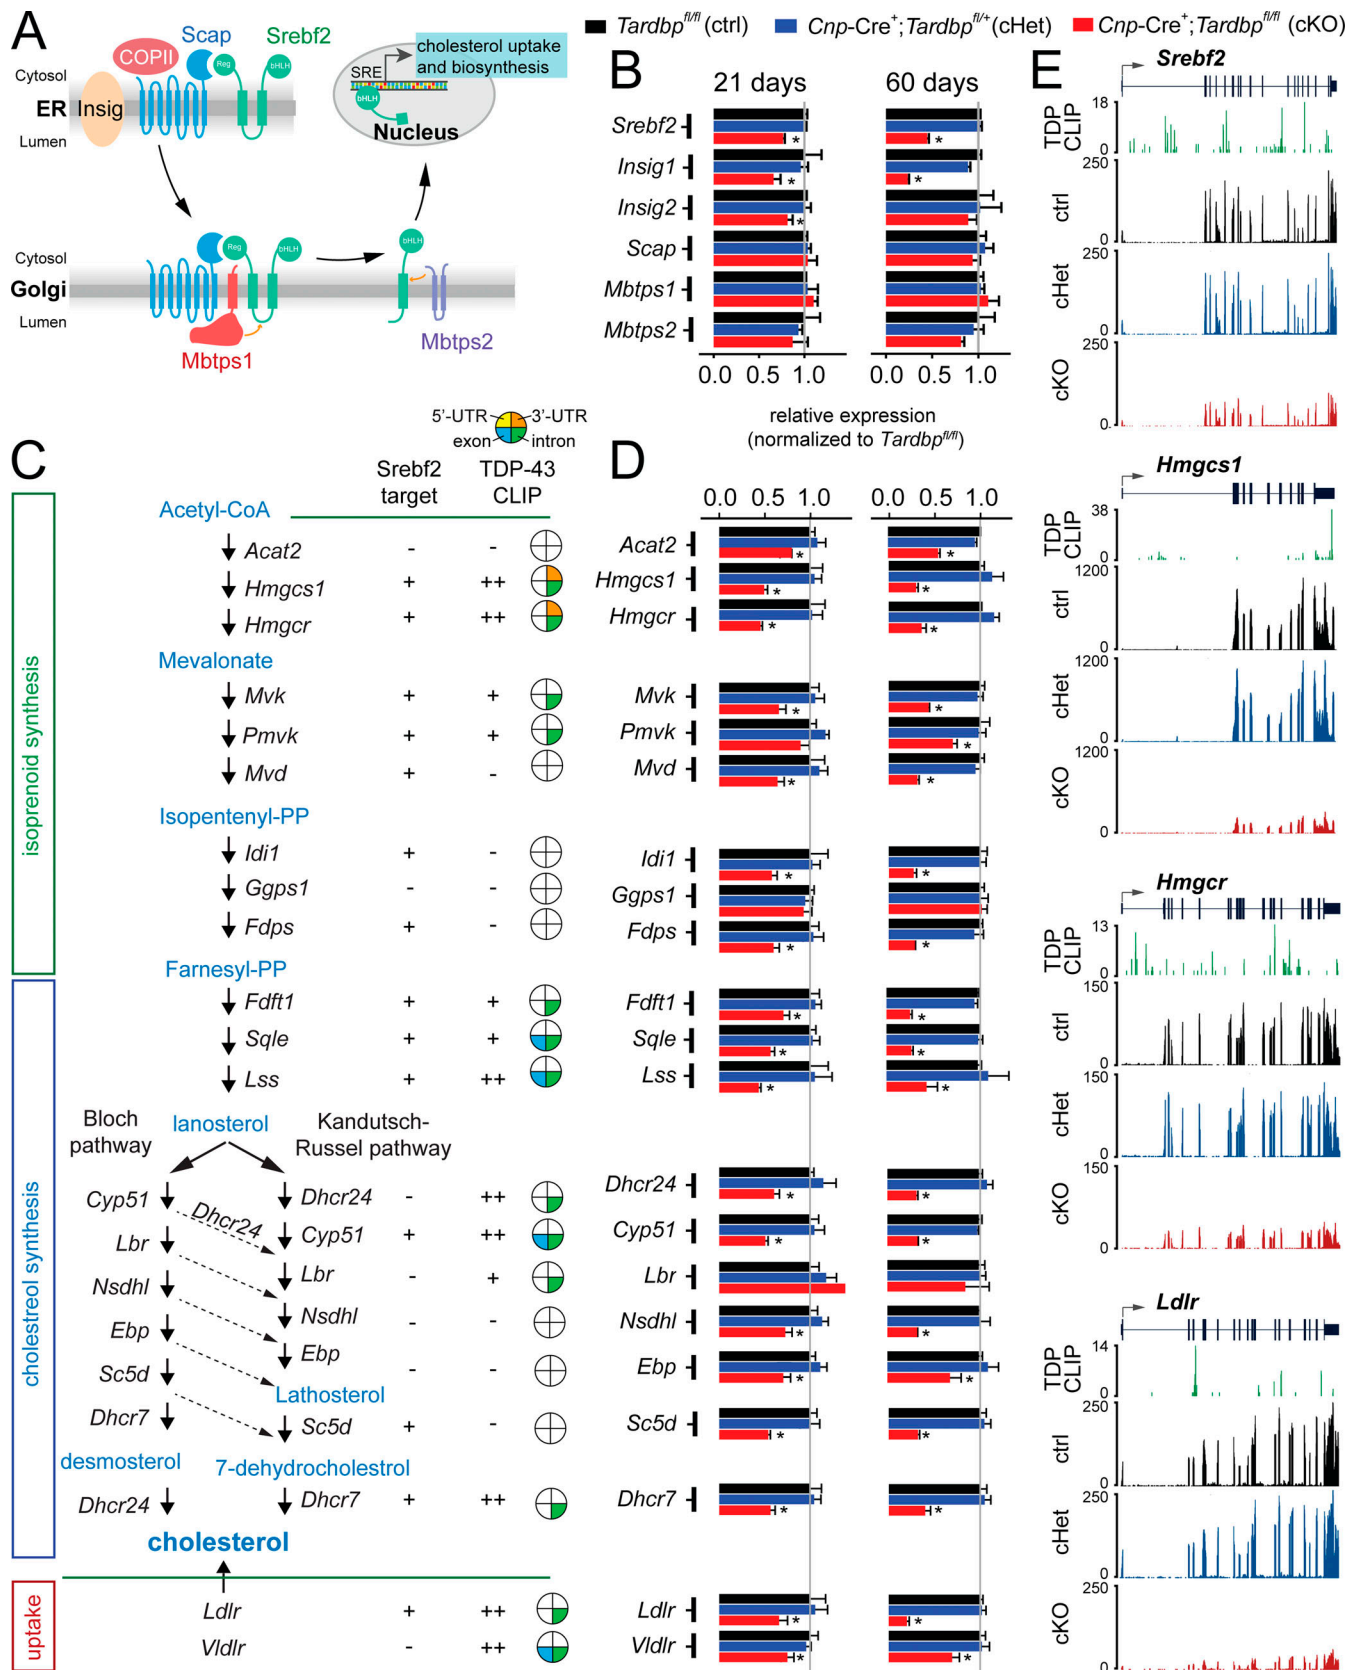 Tardbp^fl/fl (ctrl)
Cnp-Cre+;Tardbp^fl/+ (cHet)
Cnp-Cre+;Tardbp^fl/fl (cKO)
A
COPII
Scap
Srebf2
Cytosol
ER
Lumen
Insig
Reg
bHLH
SRE
cholesterol uptake
and biosynthesis
bHLH
Nucleus
Cytosol
Golgi
Lumen
Reg
bHLH
bHLH
Mbtps1
Mbtps2
B
21 days
60 days
Srebf2
*
*
Insig1
*
*
Insig2
*
Scap
Mbtps1
Mbtps2
0.0 0.5 1.0
0.0 0.5 1.0
relative expression
(normalized to Tardbp^fl/fl)
C
5'-UTR
3'-UTR
exon
intron
Srebf2
target
TDP-43
CLIP
isoprenoid synthesis
Acetyl-CoA
Acat2 - -
Hmgcs1 + ++
Hmgcr + ++
Mevalonate
Mvk + +
Pmvk + +
Mvd + -
Isopentenyl-PP
Idi1 + -
Ggps1 - -
Fdps + -
cholestreol synthesis
Farnesyl-PP
Fdft1 + +
Sqle + +
Lss + ++
Bloch
pathway
lanosterol
Kandutsch-
Russel pathway
Cyp51
Lbr
Nsdhl
Ebp
Sc5d
Dhcr7
desmosterol
Dhcr24
Dhcr24
Dhcr24 - ++
Cyp51 + ++
Lbr - +
Nsdhl - -
Ebp - -
Lathosterol
Sc5d + -
7-dehydrocholestrol
Dhcr7 + ++
cholesterol
uptake
Ldlr + ++
Vldlr - ++
D
0.0 0.5 1.0
0.0 0.5 1.0
Acat2 * *
Hmgcs1 * *
Hmgcr * *
Mvk * *
Pmvk *
Mvd * *
Idi1 * *
Ggps1
Fdps * *
Fdft1 * *
Sqle * *
Lss * *
Dhcr24 * *
Cyp51 * *
Lbr
Nsdhl * *
Ebp * *
Sc5d * *
Dhcr7 * *
Ldlr * *
Vldlr * *
E
Srebf2
TDP
CLIP
18
0
ctrl
250
0
cHet
250
0
cKO
250
0
Hmgcs1
TDP
CLIP
38
0
ctrl
1200
0
cHet
1200
0
cKO
1200
0
Hmgcr
TDP
CLIP
13
0
ctrl
150
0
cHet
150
0
cKO
150
0
Ldlr
TDP
CLIP
14
0
ctrl
250
0
cHet
250
0
cKO
250
0